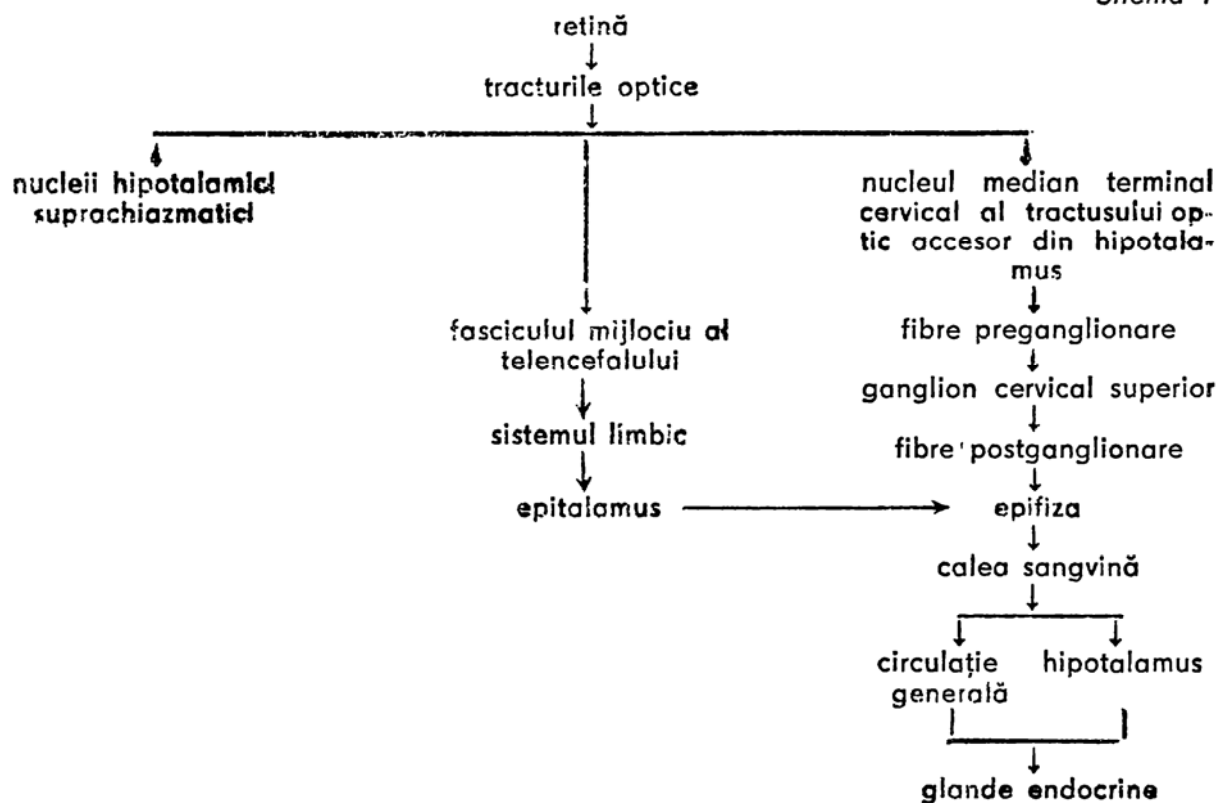 retină
tracturile optice
nucleii hipotalamici
suprachiazmatici
nucleul median terminal
cervical al tractusului op-
tic accesor din hipotala-
mus
fasciculul mijlociu al
telencefalului
fibre preganglionare
ganglion cervical superior
sistemul limbic
fibre postganglionare
epitalamus
epifiza
calea sangvină
circulație
generală
hipotalamus
glande endocrine